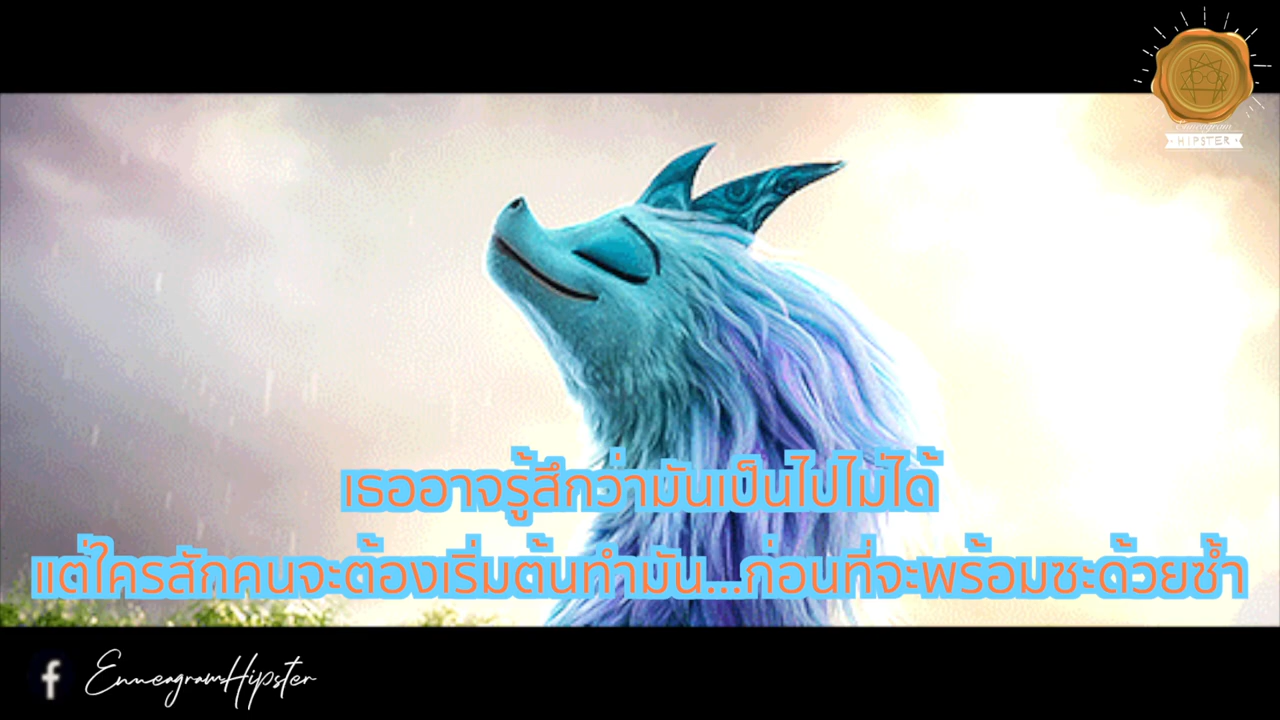 Enneagram
HIPSTER
เธออาจรู้สึกว่ามันเป็นไปไม่ได้
แต่ใครสักคนจะต้องเริ่มต้นทำมัน...ก่อนที่จะพร้อมซะด้วยซ้ำ
f EnneagramHipster